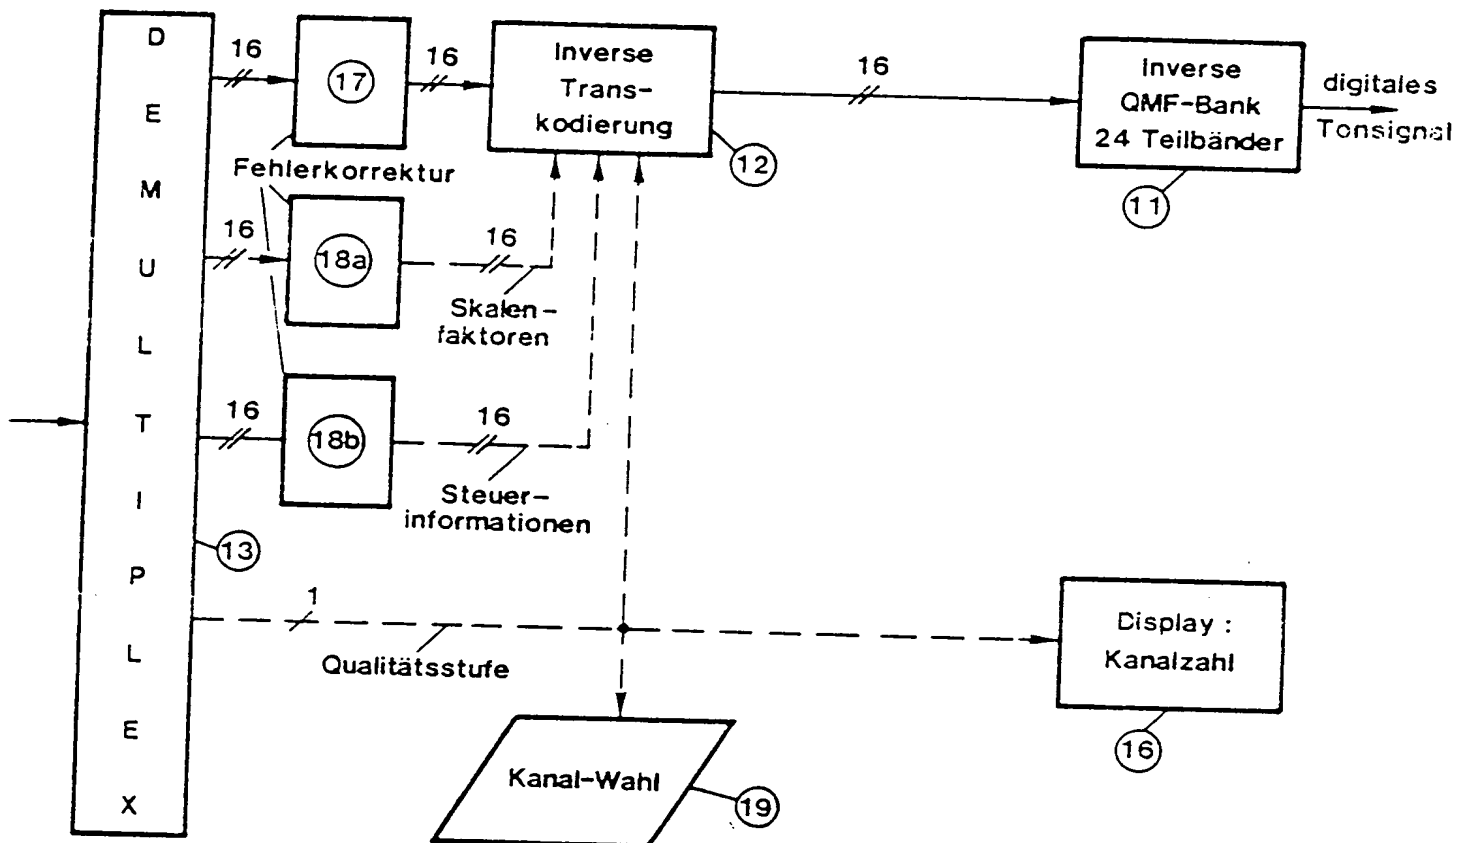 D
E
M
U
L
T
I
P
L
E
X
16
17
16
Inverse
Trans-
kodierung
12
16
Inverse
QMF-Bank
24 Teilbänder
11
digitales
Tonsignal
Fehlerkorrektur
16
18a
16
Skalen-
faktoren
16
18b
16
Steuer-
informationen
13
1
Qualitätsstufe
Display :
Kanalzahl
16
Kanal-Wahl
19